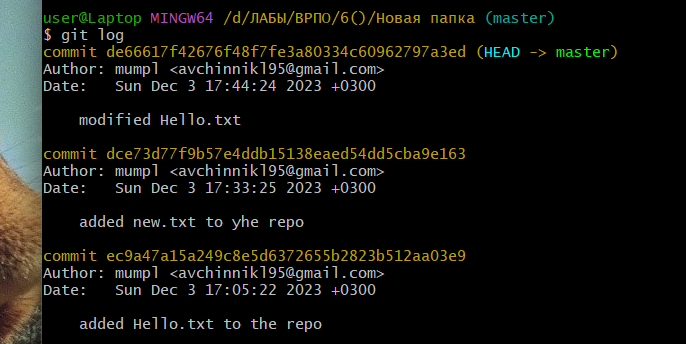 user@Laptop MINGW64 /d/ЛАБЫ/ВРПО/6()/Новая папка (master)
$ git log
commit de66617f42676f48f7fe3a80334c60962797a3ed (HEAD -> master)
Author: mumpl <avchinnikl95@gmail.com>
Date:   Sun Dec 3 17:44:24 2023 +0300
    modified Hello.txt
commit dce73d77f9b57e4ddb15138eaed54dd5cba9e163
Author: mumpl <avchinnikl95@gmail.com>
Date:   Sun Dec 3 17:33:25 2023 +0300
    added new.txt to yhe repo
commit ec9a47a15a249c8e5d6372655b2823b512aa03e9
Author: mumpl <avchinnikl95@gmail.com>
Date:   Sun Dec 3 17:05:22 2023 +0300
    added Hello.txt to the repo